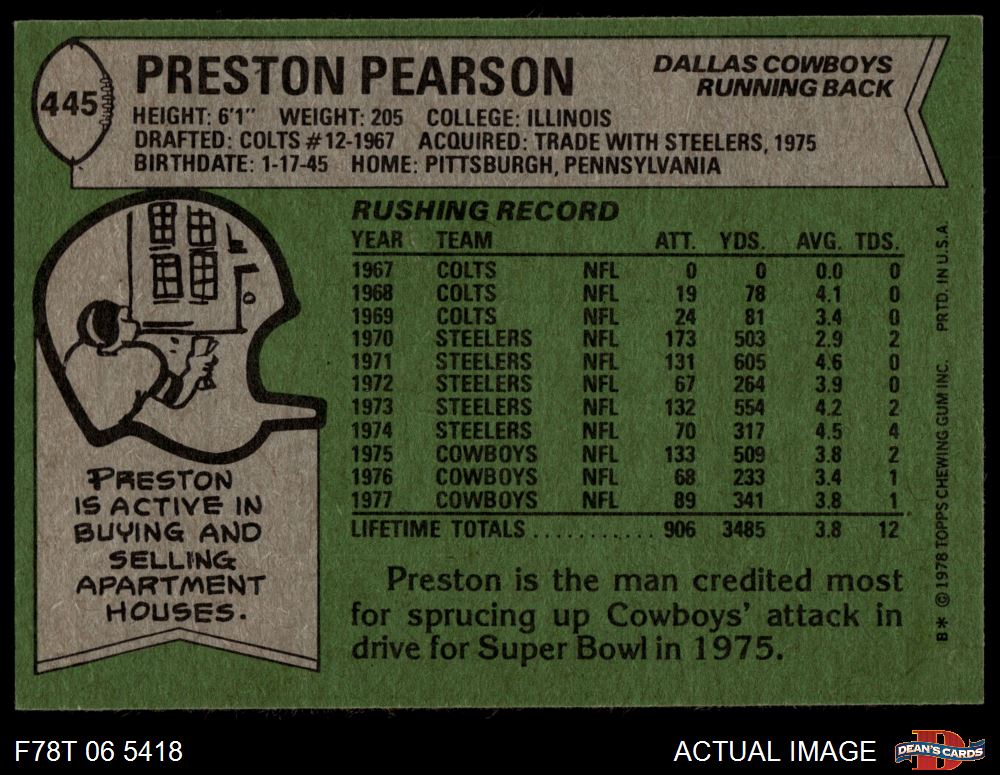 445
PRESTON PEARSON
DALLAS COWBOYS
RUNNING BACK
HEIGHT: 6'1" WEIGHT: 205 COLLEGE: ILLINOIS
DRAFTED: COLTS #12-1967 ACQUIRED: TRADE WITH STEELERS, 1975
BIRTHDATE: 1-17-45 HOME: PITTSBURGH, PENNSYLVANIA
RUSHING RECORD
YEAR TEAM ATT. YDS. AVG. TDS.
1967 COLTS NFL 0 0 0.0 0
1968 COLTS NFL 19 78 4.1 0
1969 COLTS NFL 24 81 3.4 0
1970 STEELERS NFL 173 503 2.9 2
1971 STEELERS NFL 131 605 4.6 0
1972 STEELERS NFL 67 264 3.9 0
1973 STEELERS NFL 132 554 4.2 2
1974 STEELERS NFL 70 317 4.5 4
1975 COWBOYS NFL 133 509 3.8 2
1976 COWBOYS NFL 68 233 3.4 1
1977 COWBOYS NFL 89 341 3.8 1
LIFETIME TOTALS ........... 906 3485 3.8 12
PRESTON
IS ACTIVE IN
BUYING AND
SELLING
APARTMENT
HOUSES.
Preston is the man credited most
for sprucing up Cowboys' attack in
drive for Super Bowl in 1975.
B* © 1978 TOPPS CHEWING GUM INC. PRTD. IN U.S.A.
F78T 06 5418
ACTUAL IMAGE
D
DEAN'S CARDS